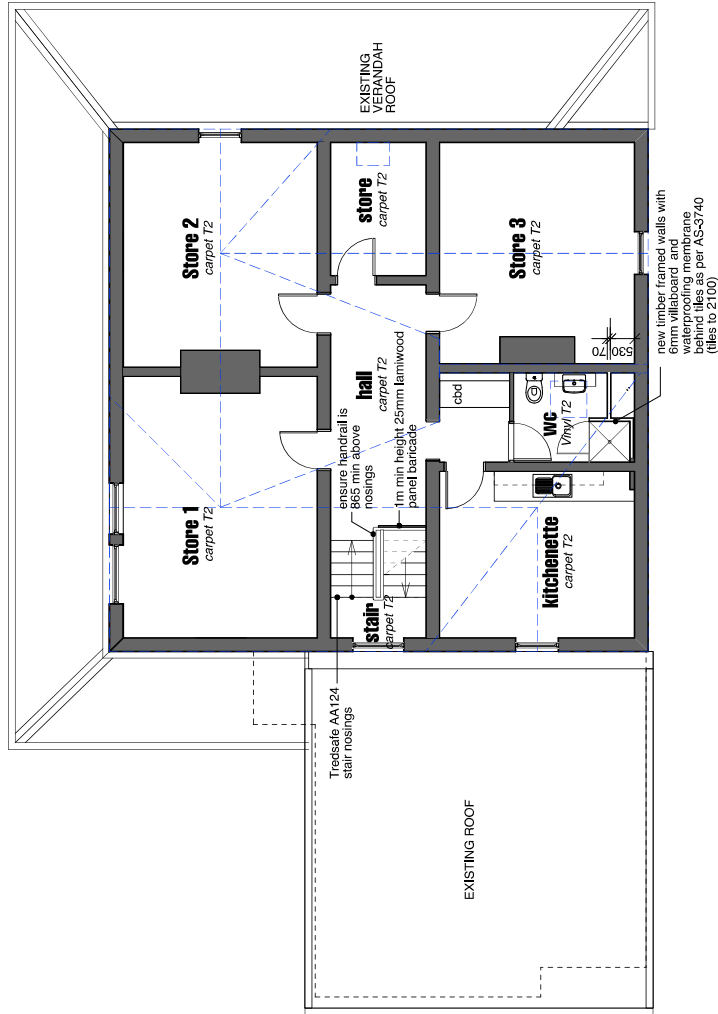 EXISTING
VERANDAH
ROOF
Store 2
carpet T2
store
carpet T2
Store 3
carpet T2
new timber framed walls with
6mm villaboard and
waterproofing membrane
behind tiles as per AS-3740
(tiles to 2100)
530
70
hall
carpet T2
cbd
wc
Vinyl T2
ensure handrail is
865 min above
nosings
1m min height 25mm lamiwood
panel baricade
Store 1
carpet T2
stair
carpet T2
kitchenette
carpet T2
Tredsafe AA124
stair nosings
EXISTING ROOF